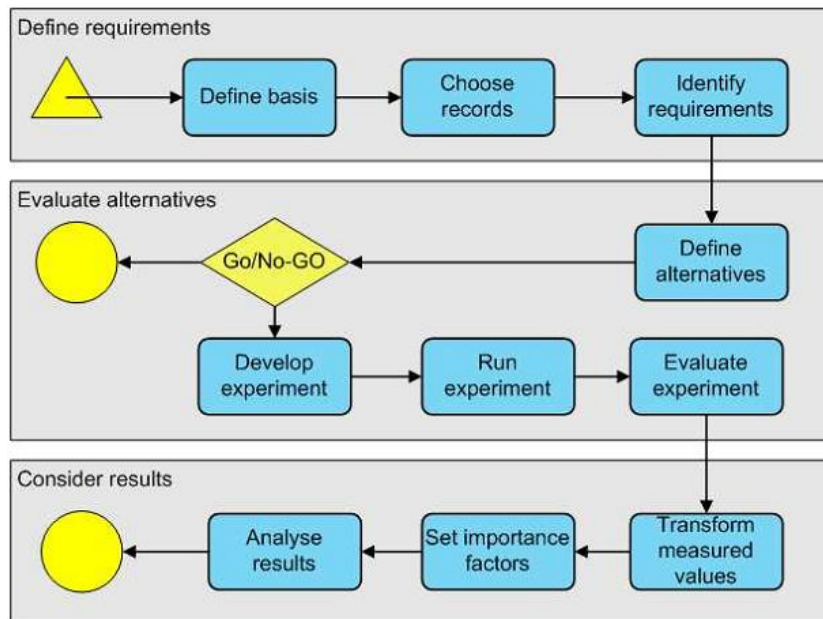 Define requirements
Define basis
Choose
records
Identify
requirements
Evaluate alternatives
Go/No-GO
Define
alternatives
Develop
experiment
Run
experiment
Evaluate
experiment
Consider results
Analyse
results
Set importance
factors
Transform
measured
values